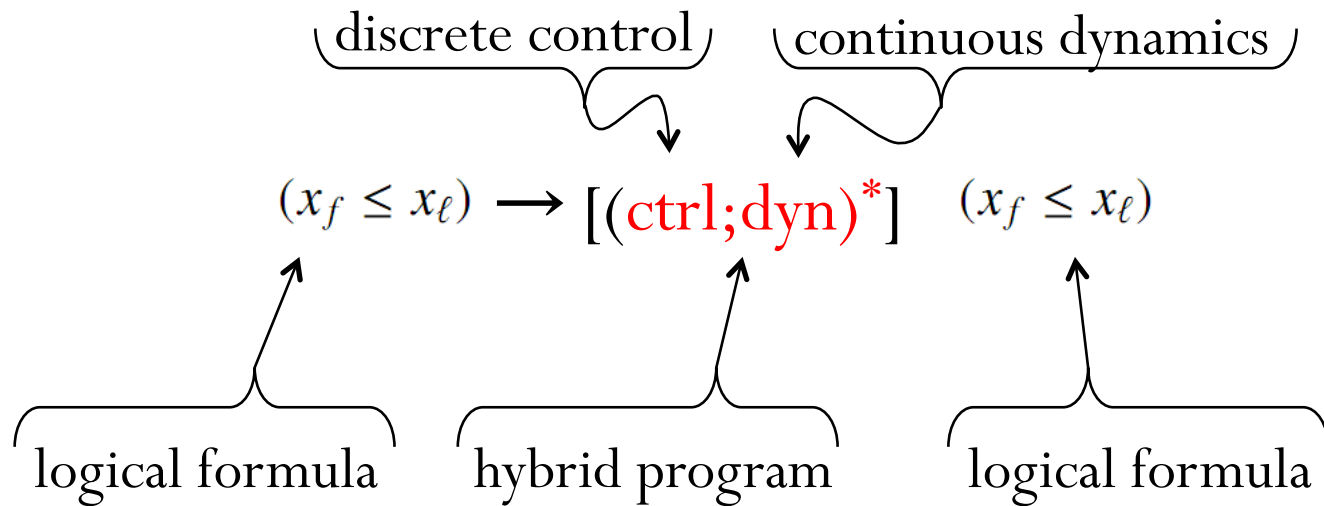 discrete control continuous dynamics
(x_f ≤ x_ℓ) → [(ctrl;dyn)*] (x_f ≤ x_ℓ)
logical formula hybrid program logical formula